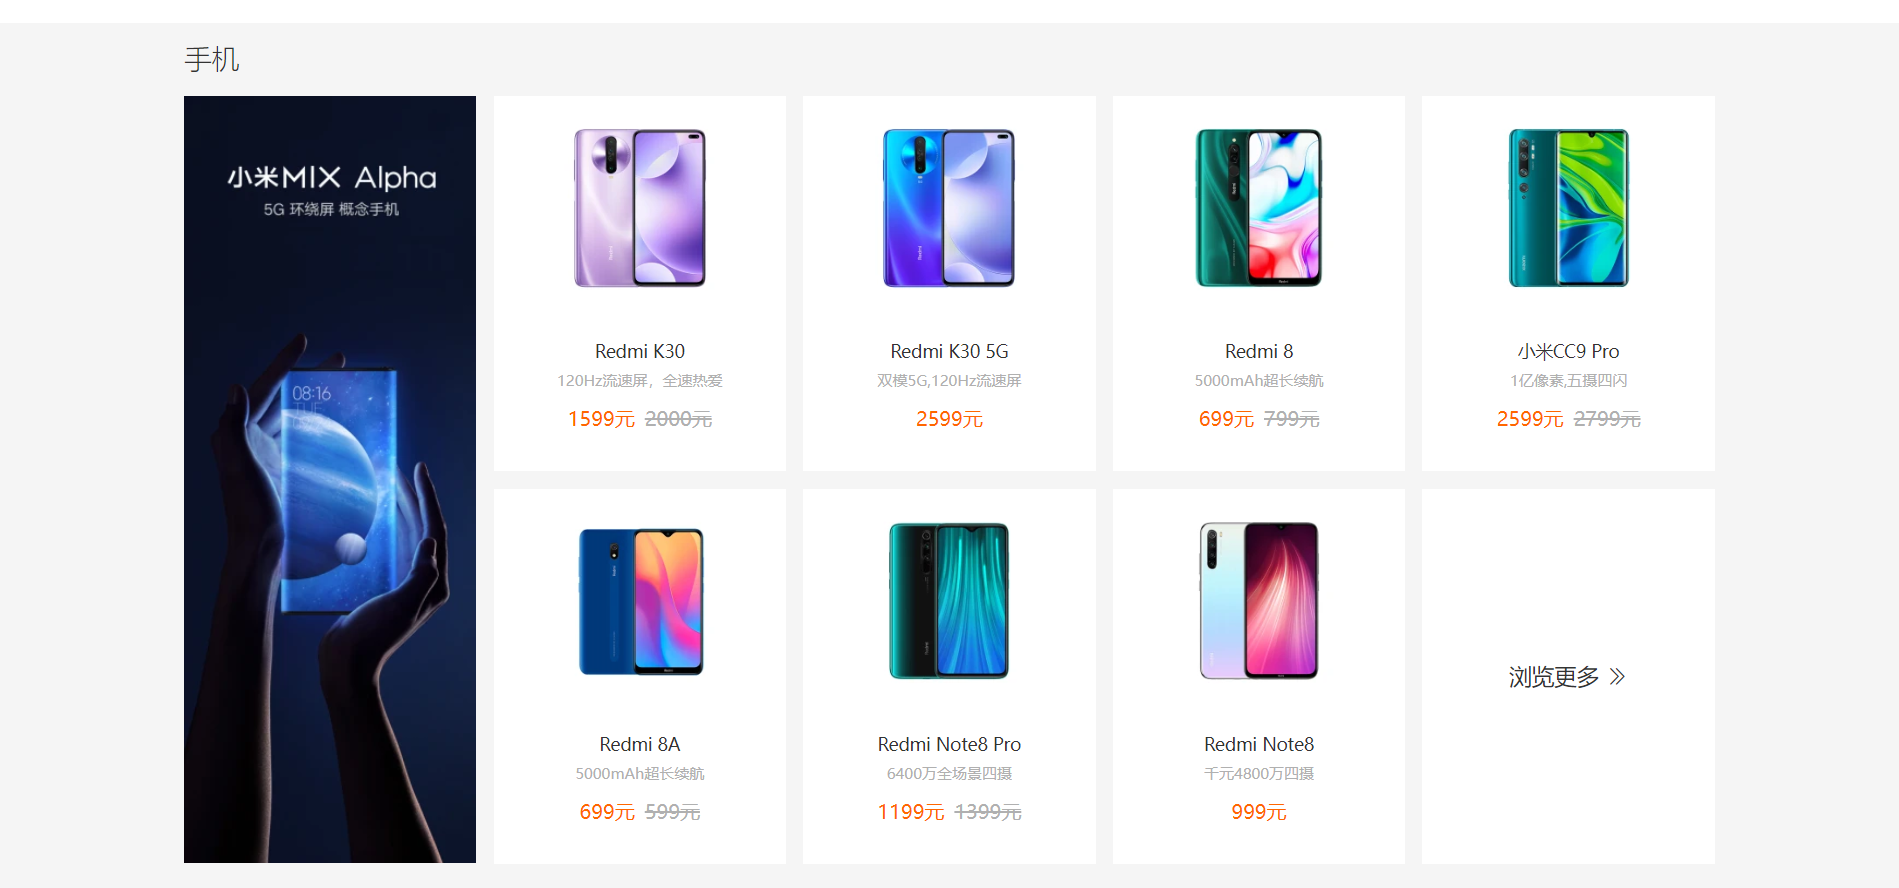 手机
小米MIX Alpha
5G 环绕屏 概念手机
08:16
TUE
Redmi K30
120Hz流速屏，全速热爱
1599元 2000元
Redmi K30 5G
双模5G,120Hz流速屏
2599元
Redmi 8
5000mAh超长续航
699元 799元
小米CC9 Pro
1亿像素,五摄四闪
2599元 2799元
Redmi 8A
5000mAh超长续航
699元 599元
Redmi Note8 Pro
6400万全场景四摄
1199元 1399元
Redmi Note8
千元4800万四摄
999元
浏览更多